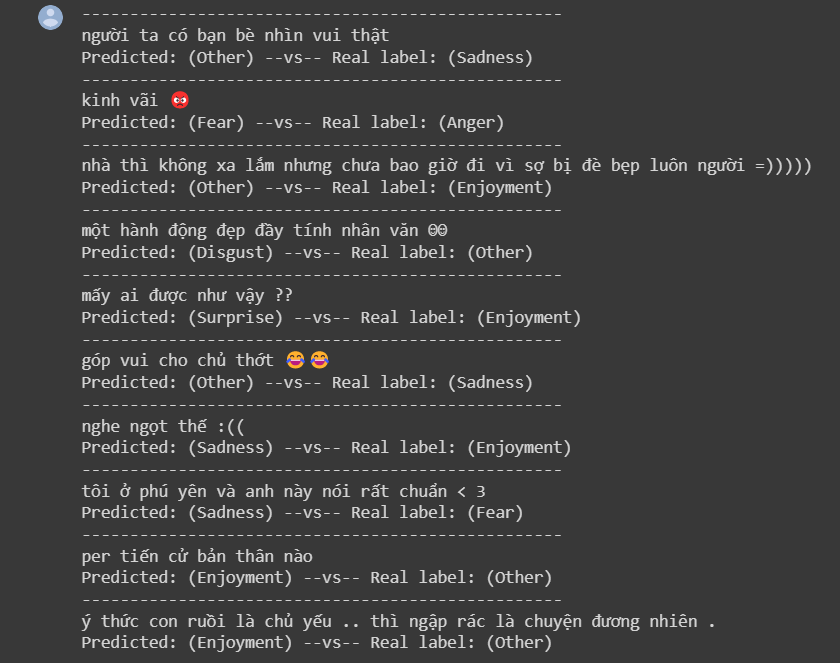 --------------------------------------------------
người ta có bạn bè nhìn vui thật
Predicted: (Other) --vs-- Real label: (Sadness)
--------------------------------------------------
kinh vãi 😡
Predicted: (Fear) --vs-- Real label: (Anger)
--------------------------------------------------
nhà thì không xa lắm nhưng chưa bao giờ đi vì sợ bị đè bẹp luôn người =)))))
Predicted: (Other) --vs-- Real label: (Enjoyment)
--------------------------------------------------
một hành động đẹp đầy tính nhân văn
Predicted: (Disgust) --vs-- Real label: (Other)
--------------------------------------------------
mấy ai được như vậy ??
Predicted: (Surprise) --vs-- Real label: (Enjoyment)
--------------------------------------------------
góp vui cho chủ thớt 😂 😂
Predicted: (Other) --vs-- Real label: (Sadness)
--------------------------------------------------
nghe ngọt thế :((
Predicted: (Sadness) --vs-- Real label: (Enjoyment)
--------------------------------------------------
tôi ở phú yên và anh này nói rất chuẩn < 3
Predicted: (Sadness) --vs-- Real label: (Fear)
--------------------------------------------------
per tiến cử bản thân nào
Predicted: (Enjoyment) --vs-- Real label: (Other)
--------------------------------------------------
ý thức con ruồi là chủ yếu .. thì ngập rác là chuyện đương nhiên .
Predicted: (Enjoyment) --vs-- Real label: (Other)